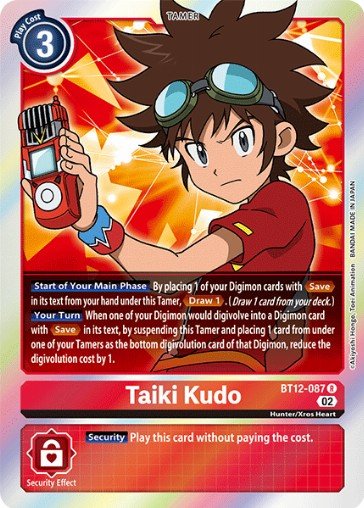 TAMER
Play Cost
3
Start of Your Main Phase By placing 1 of your Digimon cards with Save
in its text from your hand under this Tamer, Draw 1. (Draw 1 card from your deck.)
Your Turn When one of your Digimon would digivolve into a Digimon card
with Save in its text, by suspending this Tamer and placing 1 card from under
one of your Tamers as the bottom digivolution card of that Digimon, reduce the
digivolution cost by 1.
©Akiyoshi Hongo, Toei Animation BANDAI MADE IN JAPAN
Taiki Kudo
BT12-087 R
02
Hunter/Xros Heart
Security Play this card without paying the cost.
Security Effect